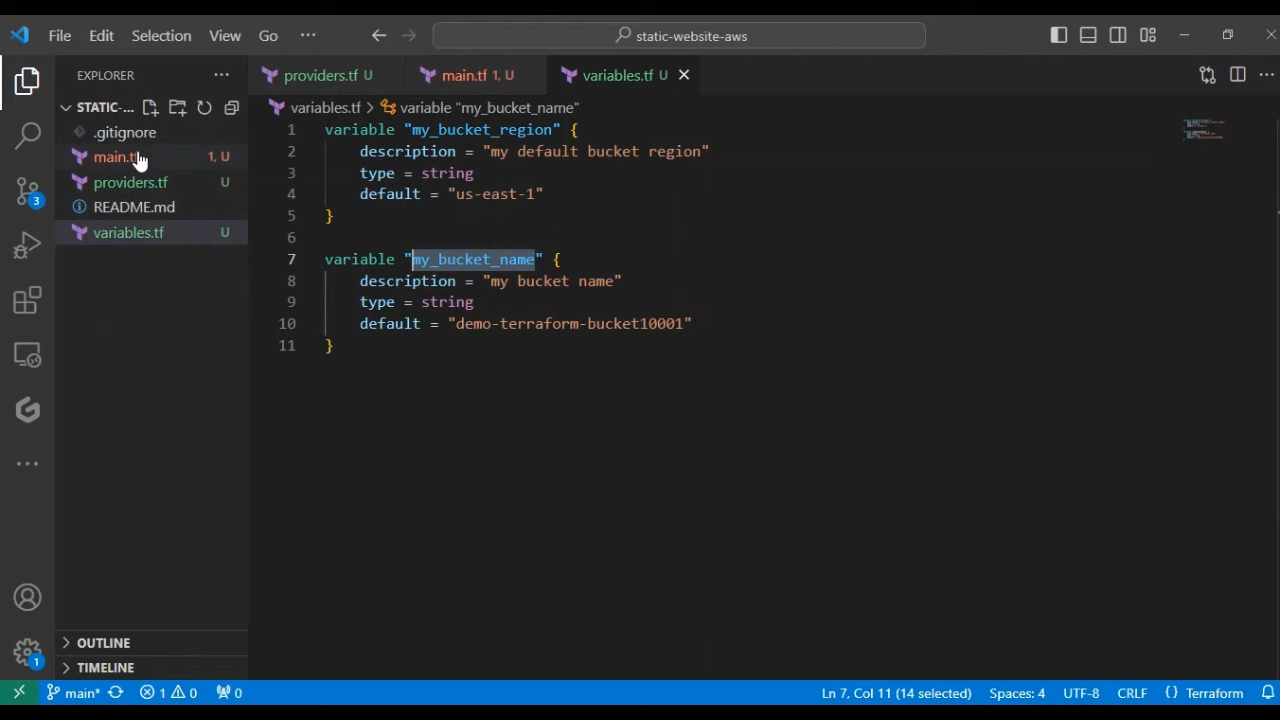 File Edit Selection View Go ··· static-website-aws
EXPLORER ···
providers.tf U main.tf 1, U variables.tf U
STATIC-...
variables.tf > variable "my_bucket_name"
.gitignore
main.tf 1, U
providers.tf U
README.md
variables.tf U
1 variable "my_bucket_region" {
2 description = "my default bucket region"
3 type = string
4 default = "us-east-1"
5 }
6
7 variable "my_bucket_name" {
8 description = "my bucket name"
9 type = string
10 default = "demo-terraform-bucket10001"
11 }
3
1
OUTLINE
TIMELINE
main* 1 0 0 Ln 7, Col 11 (14 selected) Spaces: 4 UTF-8 CRLF {} Terraform